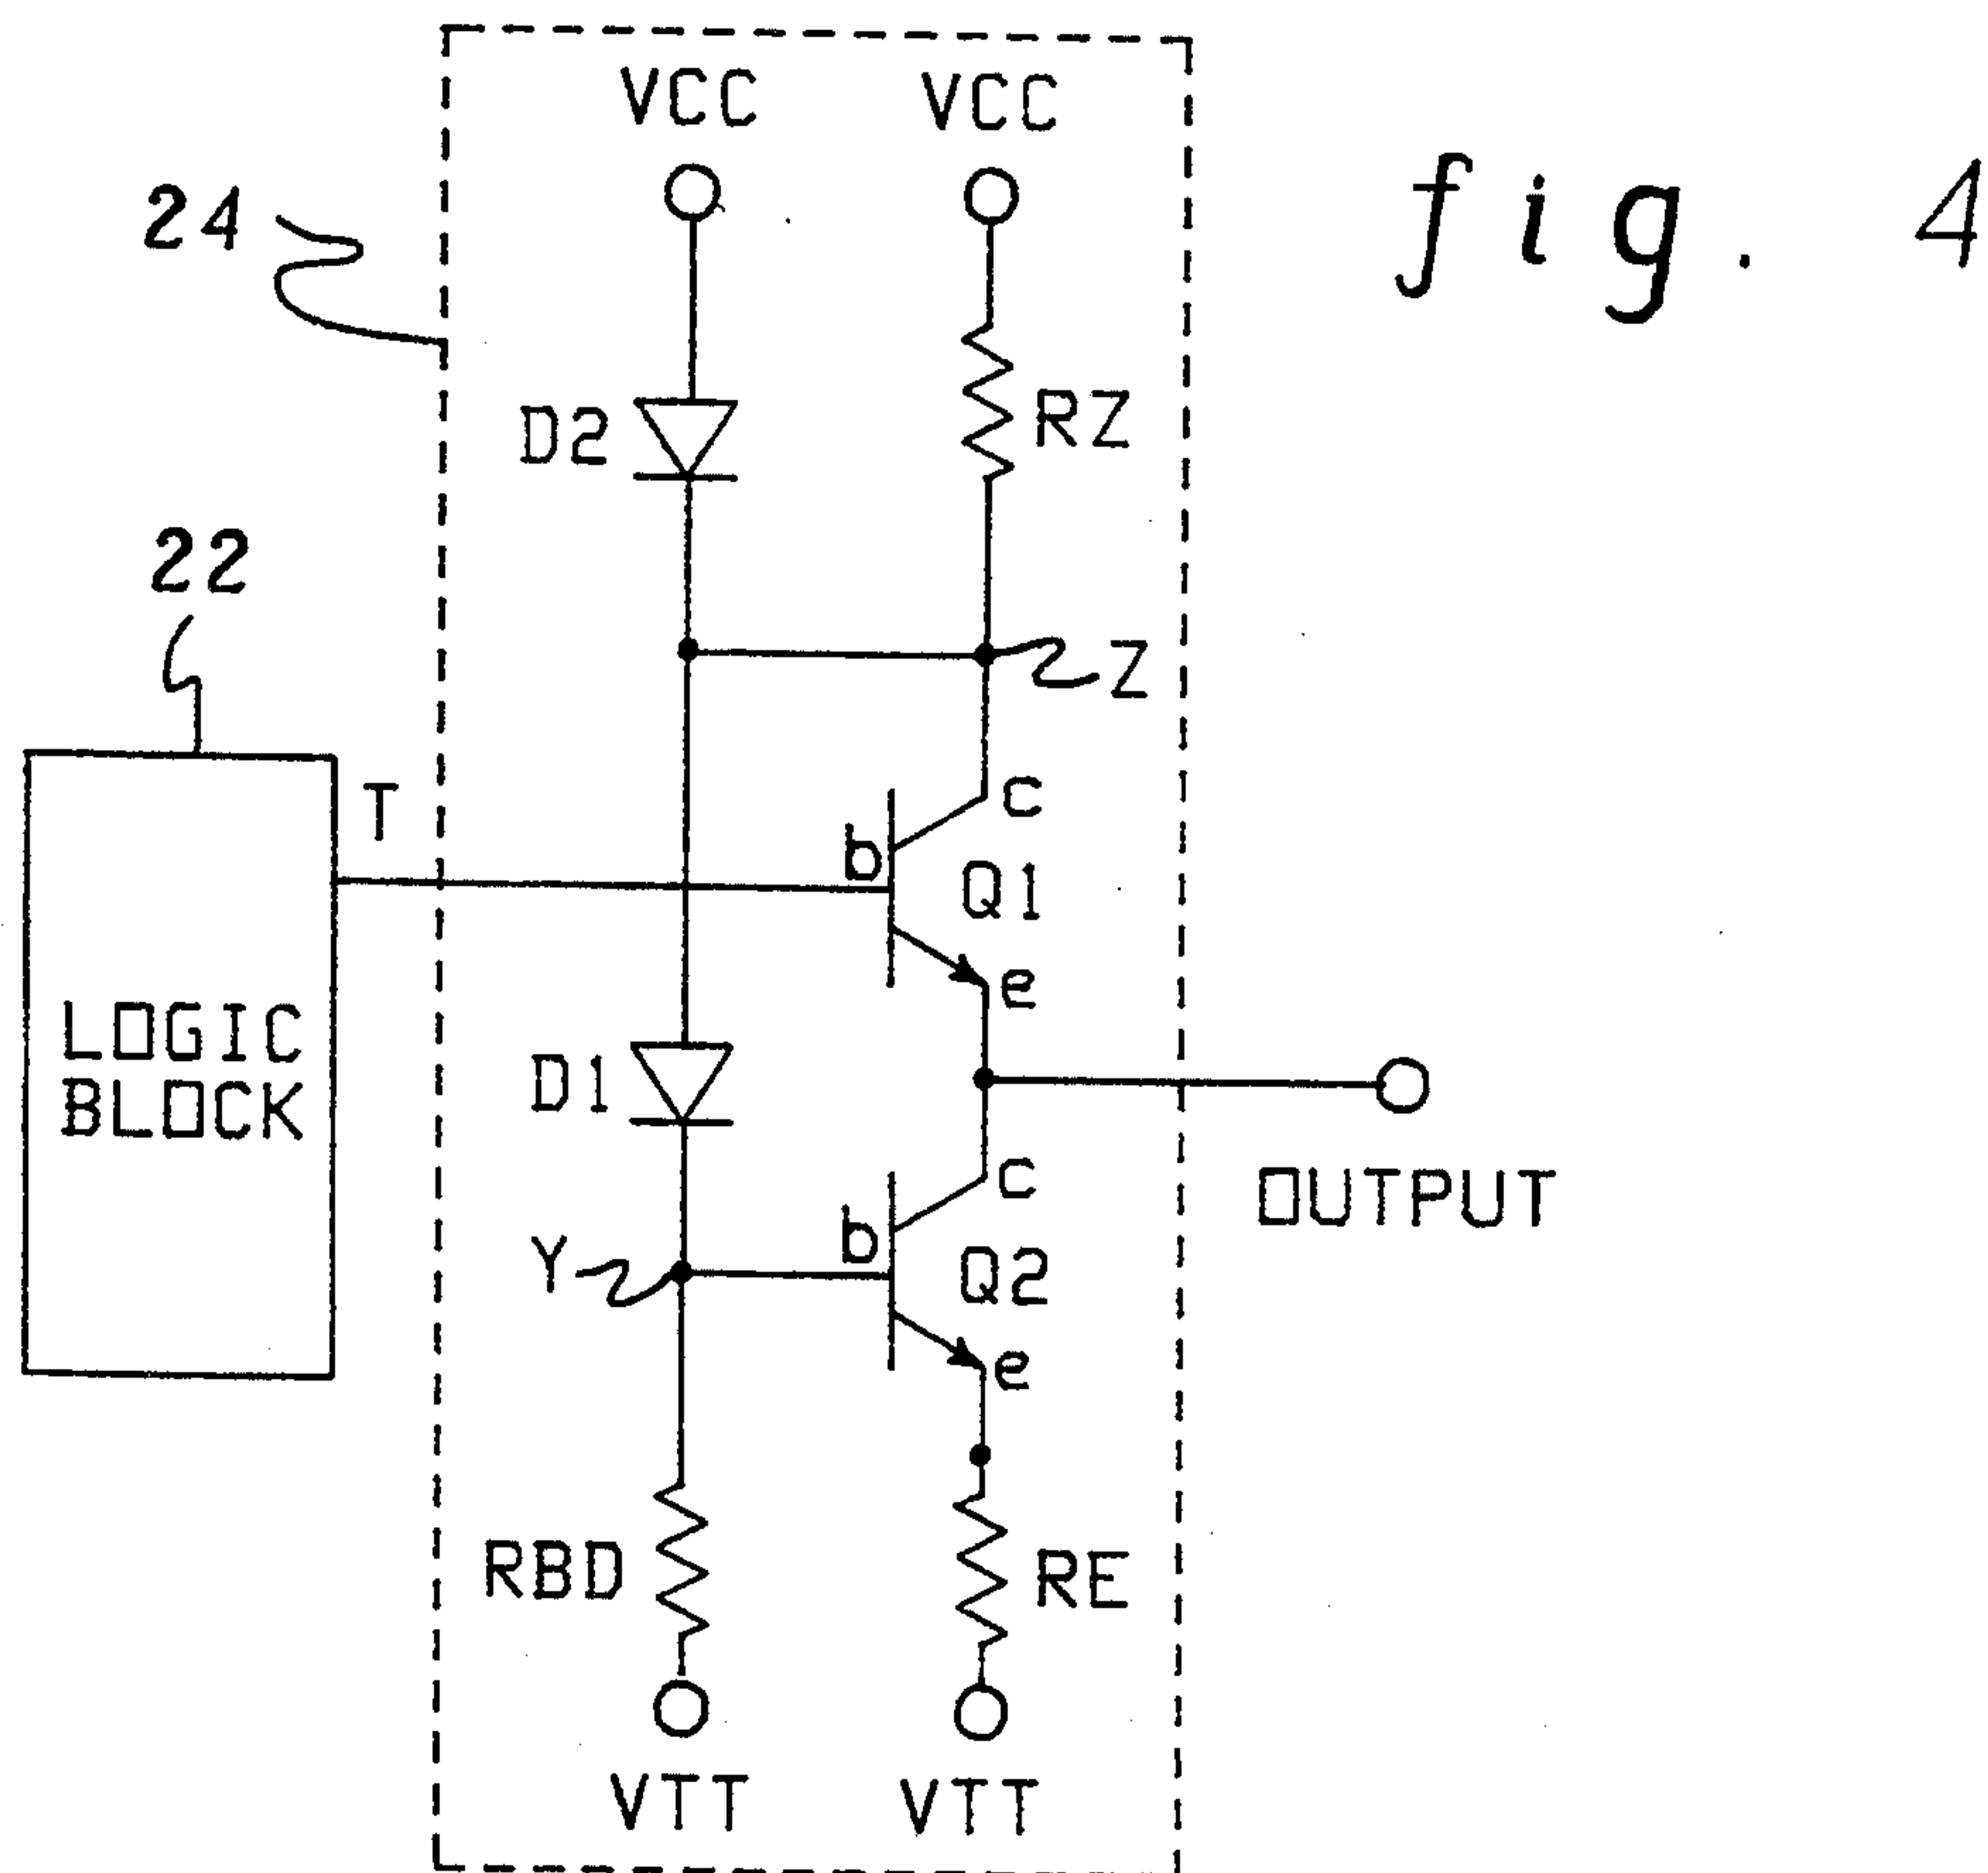 VCC VCC
fig. 4
24
D2 RZ
22
Z
T
c
b
Q1
e
LOGIC
BLOCK
D1
c
OUTPUT
b
Y
Q2
e
RBD RE
VTT VTT